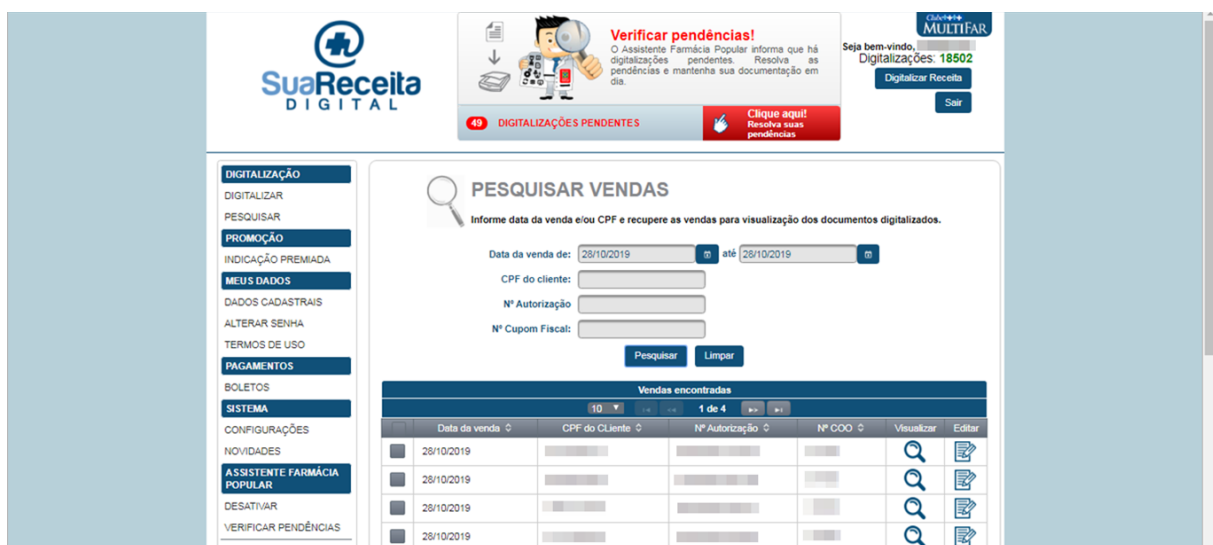 SuaReceita
DIGITAL
Verificar pendências!
O Assistente Farmácia Popular informa que há
digitalizações pendentes. Resolva as
pendências e mantenha sua documentação em
dia.
49 DIGITALIZAÇÕES PENDENTES
Clique aqui!
Resolva suas
pendências
Clube
MULTIFAR
Seja bem-vindo,
Digitalizações: 18502
Digitalizar Receita
Sair
DIGITALIZAÇÃO
DIGITALIZAR
PESQUISAR
PROMOÇÃO
INDICAÇÃO PREMIADA
MEUS DADOS
DADOS CADASTRAIS
ALTERAR SENHA
TERMOS DE USO
PAGAMENTOS
BOLETOS
SISTEMA
CONFIGURAÇÕES
NOVIDADES
ASSISTENTE FARMÁCIA
POPULAR
DESATIVAR
VERIFICAR PENDÊNCIAS
PESQUISAR VENDAS
Informe data da venda e/ou CPF e recupere as vendas para visualização dos documentos digitalizados.
Data da venda de: 28/10/2019 até 28/10/2019
CPF do cliente:
Nº Autorização
Nº Cupom Fiscal:
Pesquisar Limpar
Vendas encontradas
10 1 de 4
Data da venda CPF do CLiente Nº Autorização Nº COO Visualizar Editar
28/10/2019
28/10/2019
28/10/2019
28/10/2019